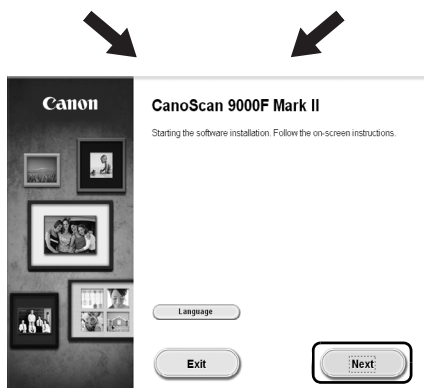 Canon
CanoScan 9000F Mark II
Starting the software installation. Follow the on-screen instructions.
Language
Exit
Next